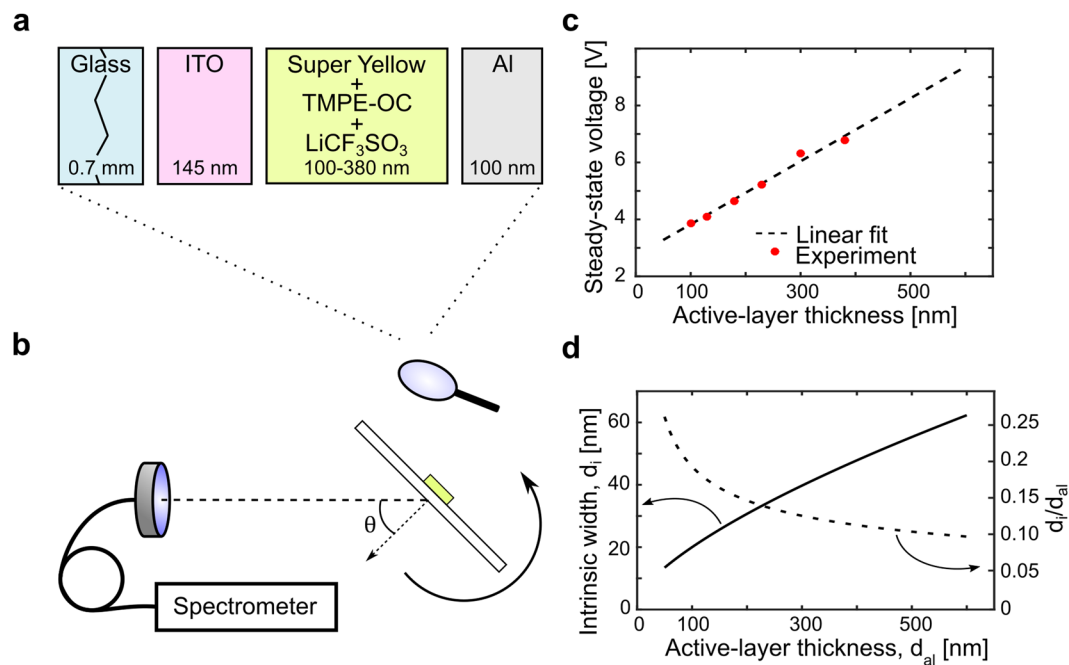 a
Glass
0.7 mm
ITO
145 nm
Super Yellow
+
TMPE-OC
+
LiCF₃SO₃
100-380 nm
Al
100 nm
b
θ
Spectrometer
c
Steady-state voltage [V]
8
6
4
2
0
100
300
500
Linear fit
Experiment
Active-layer thickness [nm]
d
Intrinsic width, dᵢ [nm]
60
40
20
0
0.25
0.2
0.15
0.10
0.05
0
dᵢ/dₐₗ
0
100
300
500
Active-layer thickness, dₐₗ [nm]